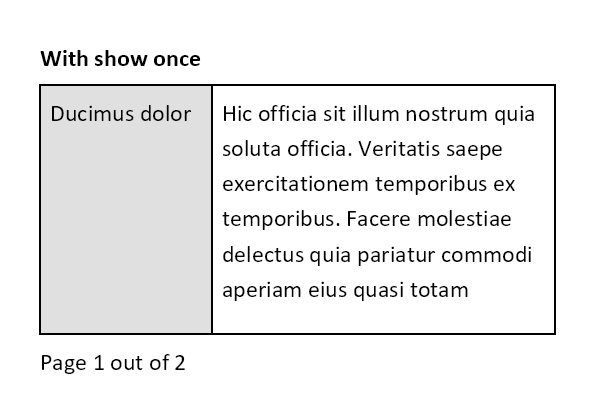 With show once
Ducimus dolor
Hic officia sit illum nostrum quia
soluta officia. Veritatis saepe
exercitationem temporibus ex
temporibus. Facere molestiae
delectus quia pariatur commodi
aperiam eius quasi totam
Page 1 out of 2